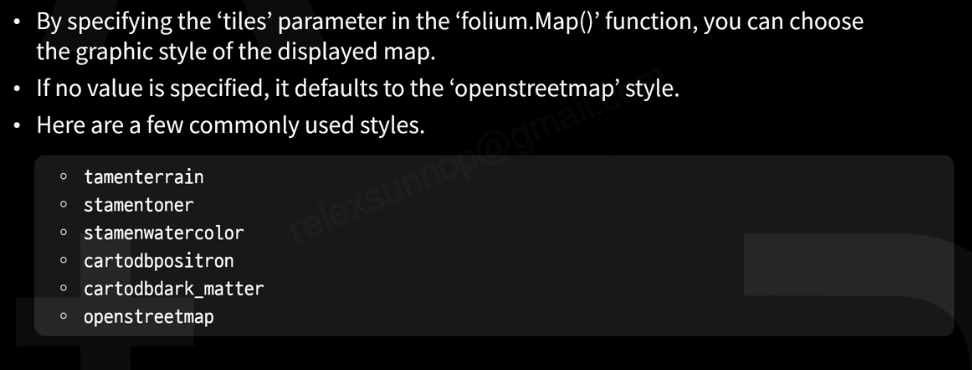 • By specifying the ‘tiles’ parameter in the ‘folium.Map()’ function, you can choose
the graphic style of the displayed map.
• If no value is specified, it defaults to the ‘openstreetmap’ style.
• Here are a few commonly used styles.
◦ tamenterrain
◦ stamentoner
◦ stamenwatercolor
◦ cartodbpositron
◦ cartodbdark_matter
◦ openstreetmap
relexsunnop@gmail.com